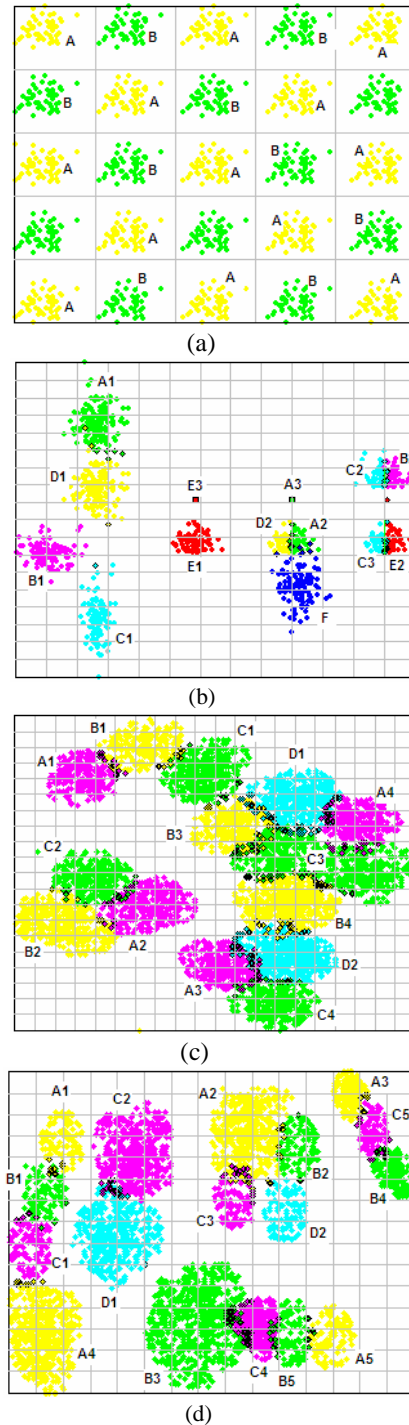 A B A B A
B A B A
A B A B A
A A B
A B A B A
(a)
A1
D1
B1
C1
E3
E1
A3
D2 A2
F
C2 B
C3 E2
(b)
B1
A1
C1
D1
A4
B3
C3
C2
B2
A2
B4
D2
A3
C4
(c)
A1
C2
A2
A3
C5
B1
B2
B4
C3
C1
D2
D1
A4
B3
C4
B5
A5
(d)